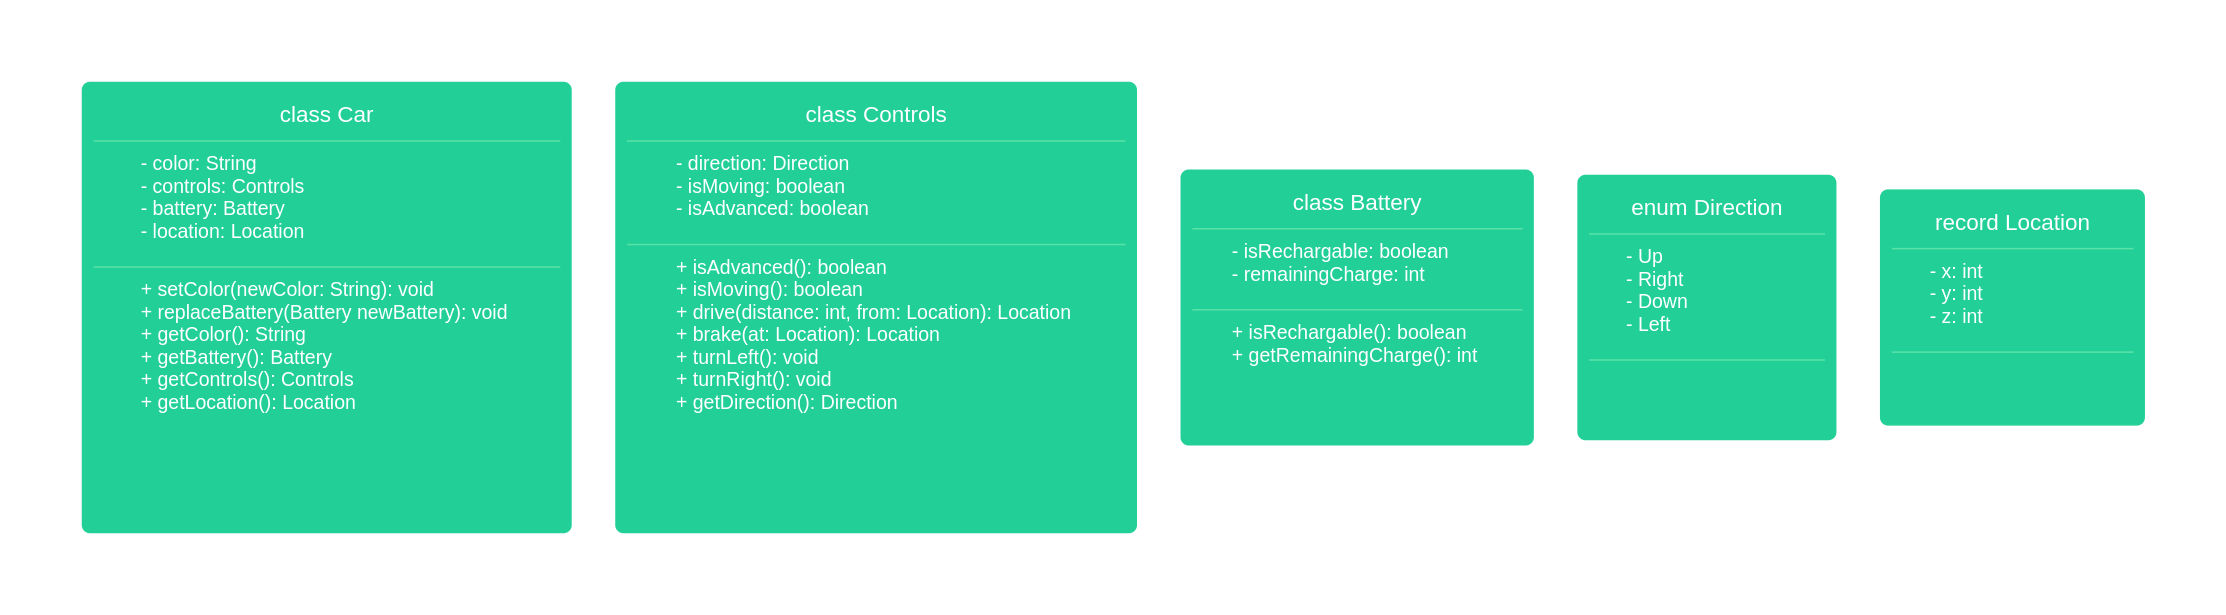 class Car
- color: String
- controls: Controls
- battery: Battery
- location: Location
+ setColor(newColor: String): void
+ replaceBattery(Battery newBattery): void
+ getColor(): String
+ getBattery(): Battery
+ getControls(): Controls
+ getLocation(): Location
class Controls
- direction: Direction
- isMoving: boolean
- isAdvanced: boolean
+ isAdvanced(): boolean
+ isMoving(): boolean
+ drive(distance: int, from: Location): Location
+ brake(at: Location): Location
+ turnLeft(): void
+ turnRight(): void
+ getDirection(): Direction
class Battery
- isRechargable: boolean
- remainingCharge: int
+ isRechargable(): boolean
+ getRemainingCharge(): int
enum Direction
- Up
- Right
- Down
- Left
record Location
- x: int
- y: int
- z: int